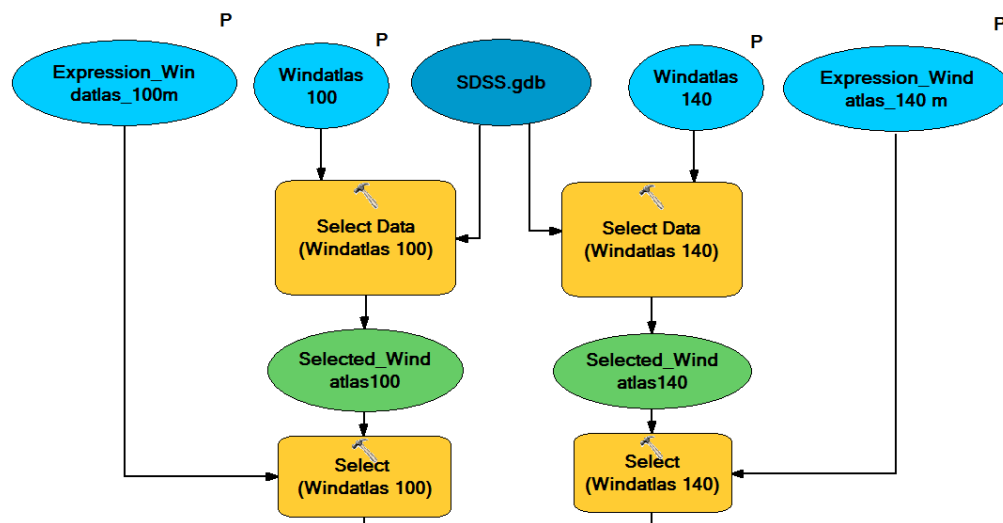 P
P
P
P
Expression_Win
datlas_100m
Windatlas
100
SDSS.gdb
Windatlas
140
Expression_Wind
atlas_140 m
Select Data
(Windatlas 100)
Select Data
(Windatlas 140)
Selected_Wind
atlas100
Selected_Wind
atlas140
Select
(Windatlas 100)
Select
(Windatlas 140)